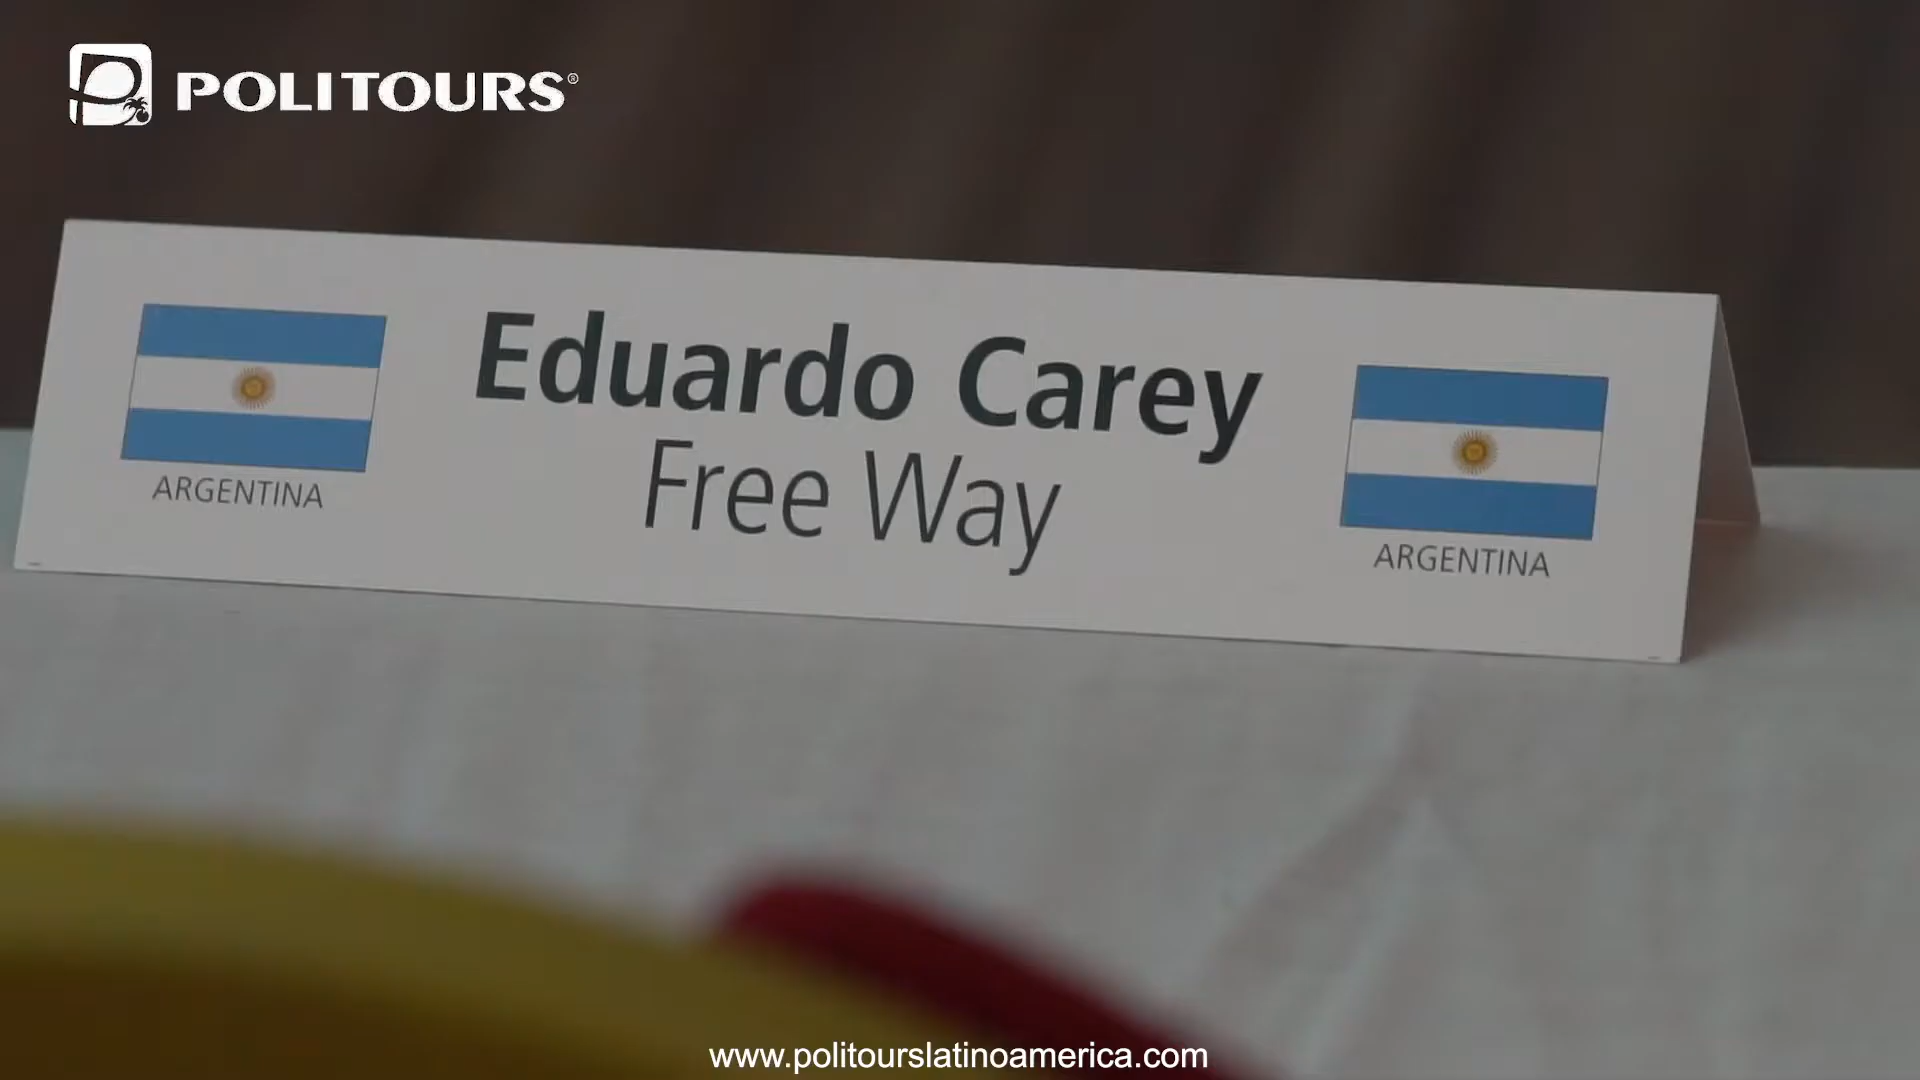 POLITOURS®
Eduardo Carey
Free Way
ARGENTINA
ARGENTINA
www.politourslatinoamerica.com